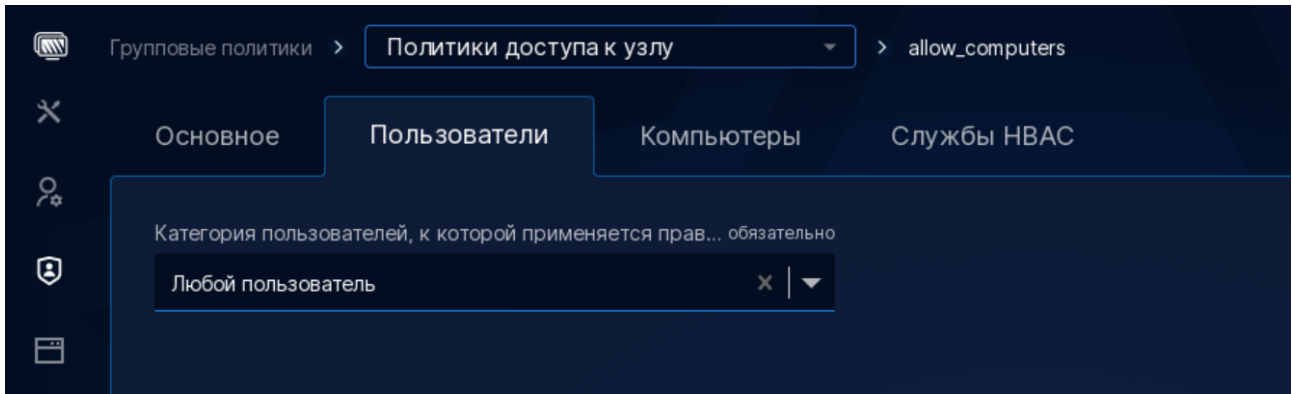 Групповые политики > Политики доступа к узлу > allow_computers
Основное Пользователи Компьютеры Службы HBAC
Категория пользователей, к которой применяется прав... обязательно
Любой пользователь